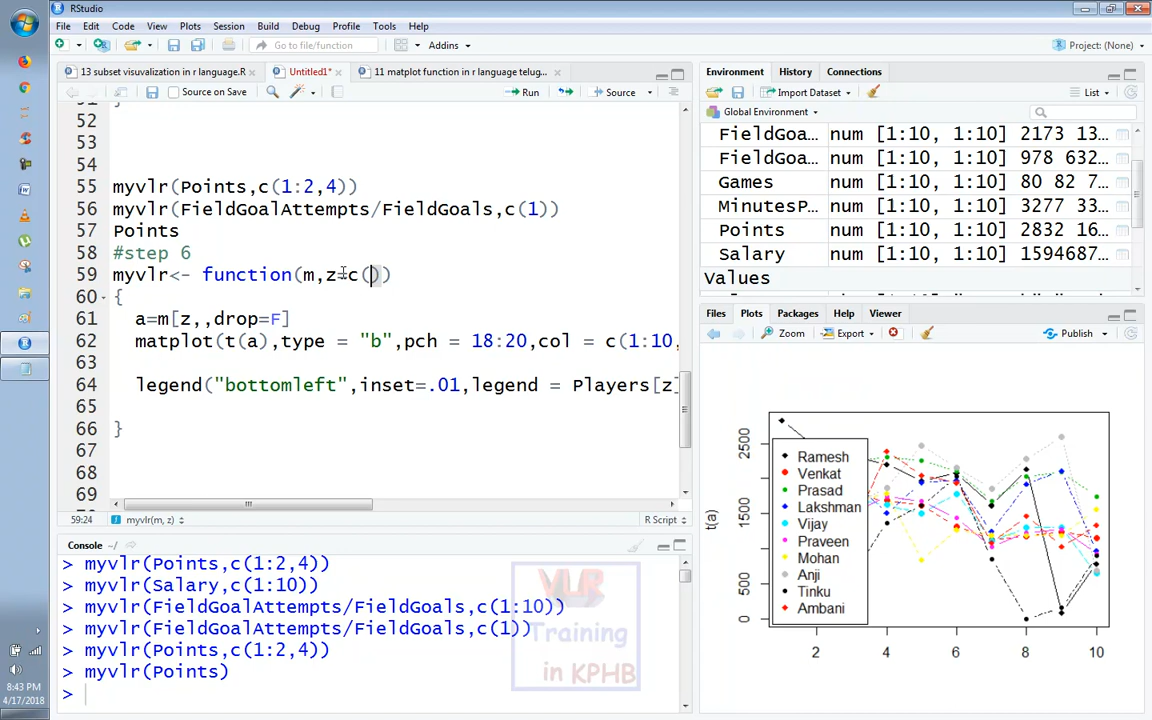 RStudio
File Edit Code View Plots Session Build Debug Profile Tools Help
Go to file/function Addins Project: (None)
13 subset visuvalization in r language.R Untitled1* 11 matplot function in r language telug...
Source on Save Run Source
52
53
54
55 myvlr(Points,c(1:2,4))
56 myvlr(FieldGoalAttempts/FieldGoals,c(1))
57 Points
58 #step 6
59 myvlr<- function(m,z=c())
60 {
61 a=m[z,,drop=F]
62 matplot(t(a),type = "b",pch = 18:20,col = c(1:10,
63
64 legend("bottomleft",inset=.01,legend = Players[z]
65
66 }
67
68
69
59:24 myvlr(m, z) R Script
Console ~/
> myvlr(Points,c(1:2,4))
> myvlr(Salary,c(1:10))
> myvlr(FieldGoalAttempts/FieldGoals,c(1:10))
> myvlr(FieldGoalAttempts/FieldGoals,c(1))
> myvlr(Points,c(1:2,4))
> myvlr(Points)
>
VLR
Training
in KPHB
Environment History Connections
Import Dataset List
Global Environment
FieldGoa... num [1:10, 1:10] 2173 13...
FieldGoa... num [1:10, 1:10] 978 632...
Games num [1:10, 1:10] 80 82 7...
MinutesP... num [1:10, 1:10] 3277 33...
Points num [1:10, 1:10] 2832 16...
Salary num [1:10, 1:10] 1594687...
Values
Files Plots Packages Help Viewer
Zoom Export Publish
t(a)
2500
1500
500
0
Ramesh
Venkat
Prasad
Lakshman
Vijay
Praveen
Mohan
Anji
Tinku
Ambani
2 4 6 8 10
8:43 PM
4/17/2018